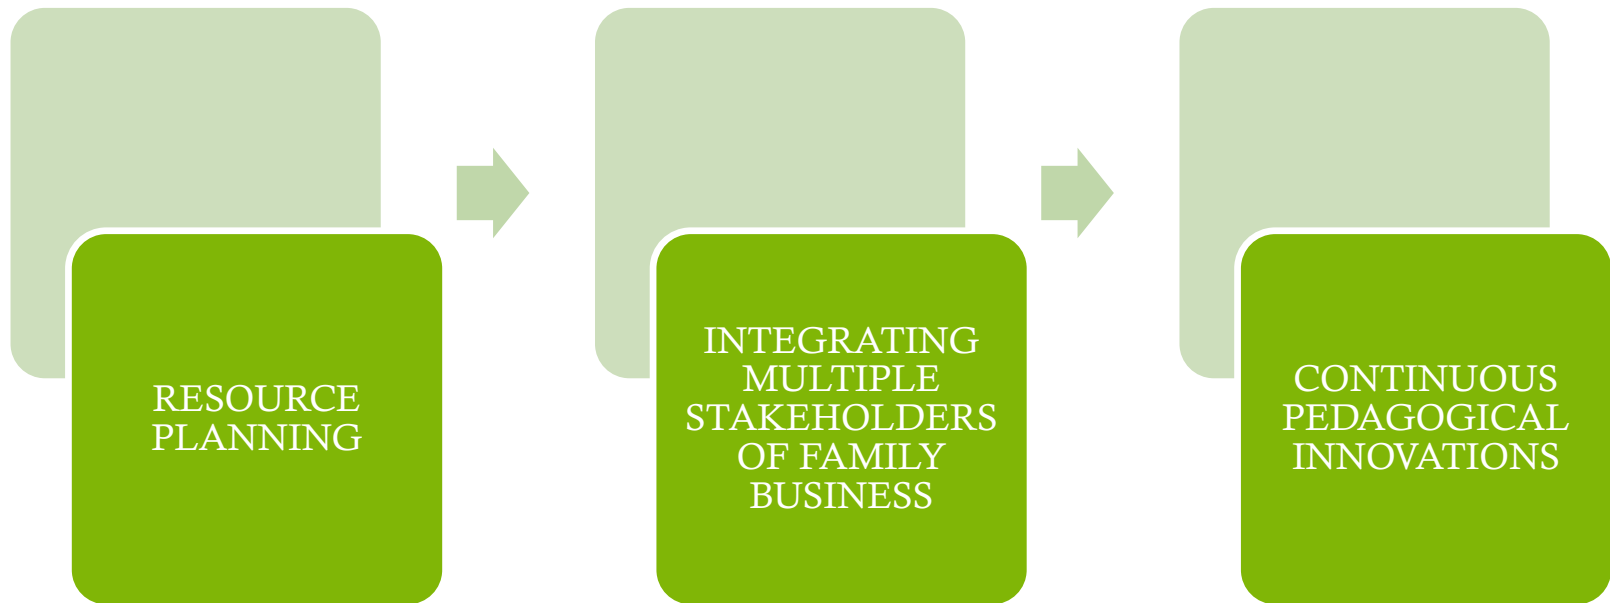 RESOURCE
PLANNING
INTEGRATING
MULTIPLE
STAKEHOLDERS
OF FAMILY
BUSINESS
CONTINUOUS
PEDAGOGICAL
INNOVATIONS